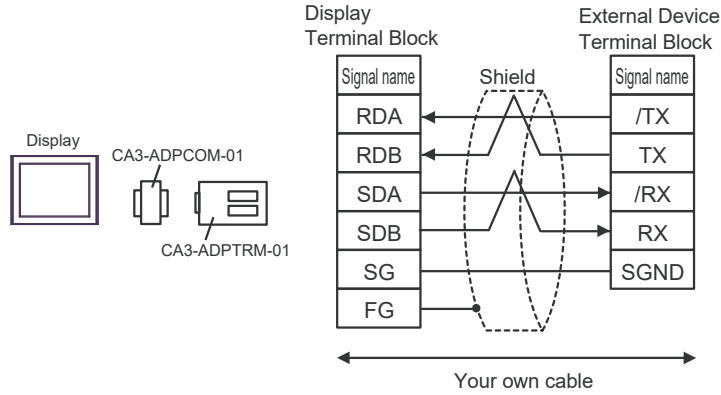 Display
CA3-ADPCOM-01
CA3-ADPTRM-01
Display
Terminal Block
External Device
Terminal Block
Signal name
Shield
Signal name
RDA
/TX
RDB
TX
SDA
/RX
SDB
RX
SG
SGND
FG
Your own cable